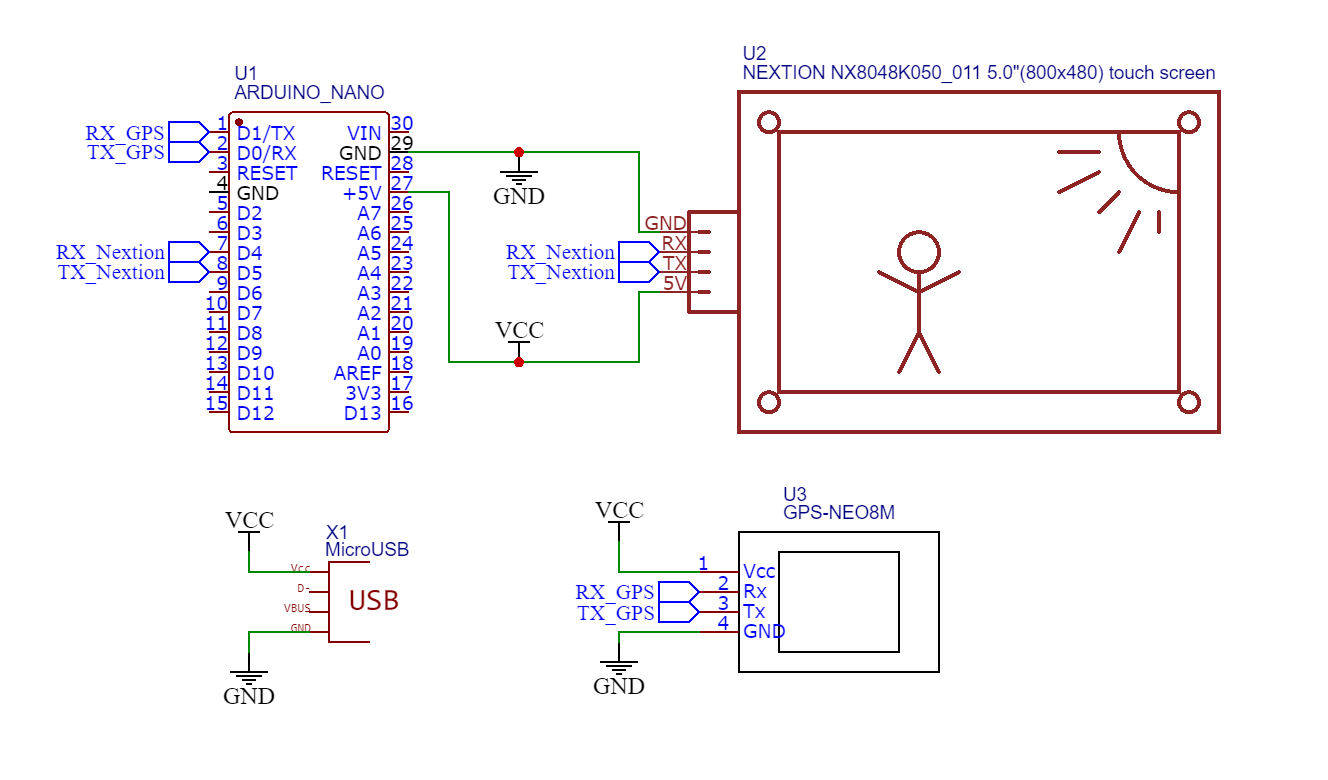 U1
ARDUINO_NANO
RX_GPS
TX_GPS
RX_Nextion
TX_Nextion
1 D1/TX
2 D0/RX
3 RESET
4 GND
5 D2
6 D3
7 D4
8 D5
9 D6
10 D7
11 D8
12 D9
13 D10
14 D11
15 D12
VIN 30
GND 29
RESET 28
+5V 27
A7 26
A6 25
A5 24
A4 23
A3 22
A2 21
A1 20
A0 19
AREF 18
3V3 17
D13 16
GND
VCC
U2
NEXTION NX8048K050_011 5.0"(800x480) touch screen
RX_Nextion
TX_Nextion
GND
RX
TX
5V
VCC
X1
MicroUSB
Vcc
D-
VBUS
GND
USB
GND
VCC
U3
GPS-NEO8M
RX_GPS
TX_GPS
1 Vcc
2 Rx
3 Tx
4 GND
GND